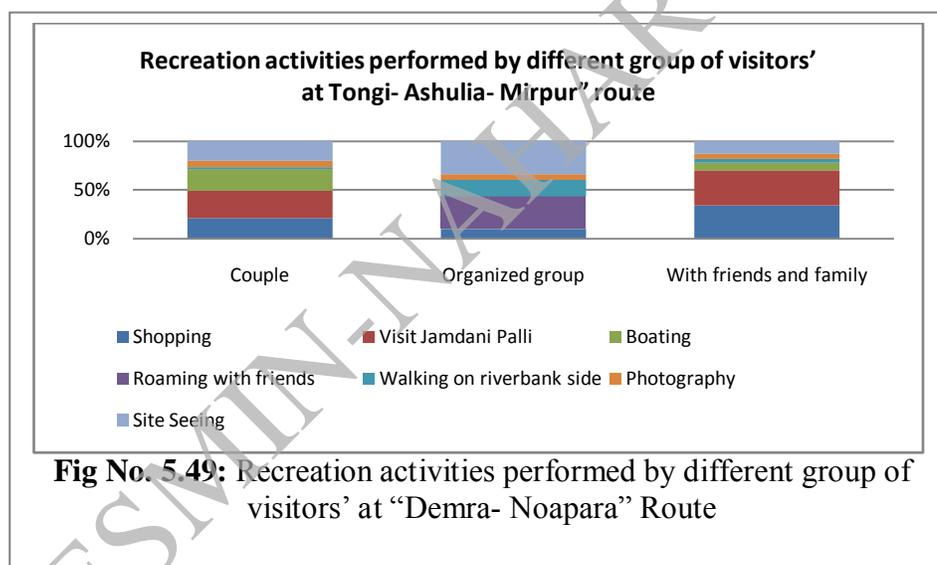 Recreation activities performed by different group of visitors’
at Tongi- Ashulia- Mirpur” route
100%
50%
0%
Couple
Organized group
With friends and family
Shopping
Visit Jamdani Palli
Boating
Roaming with friends
Walking on riverbank side
Photography
Site Seeing
Fig No. 5.49: Recreation activities performed by different group of
visitors’ at “Demra- Noapara” Route
ESMIN-NAHAR